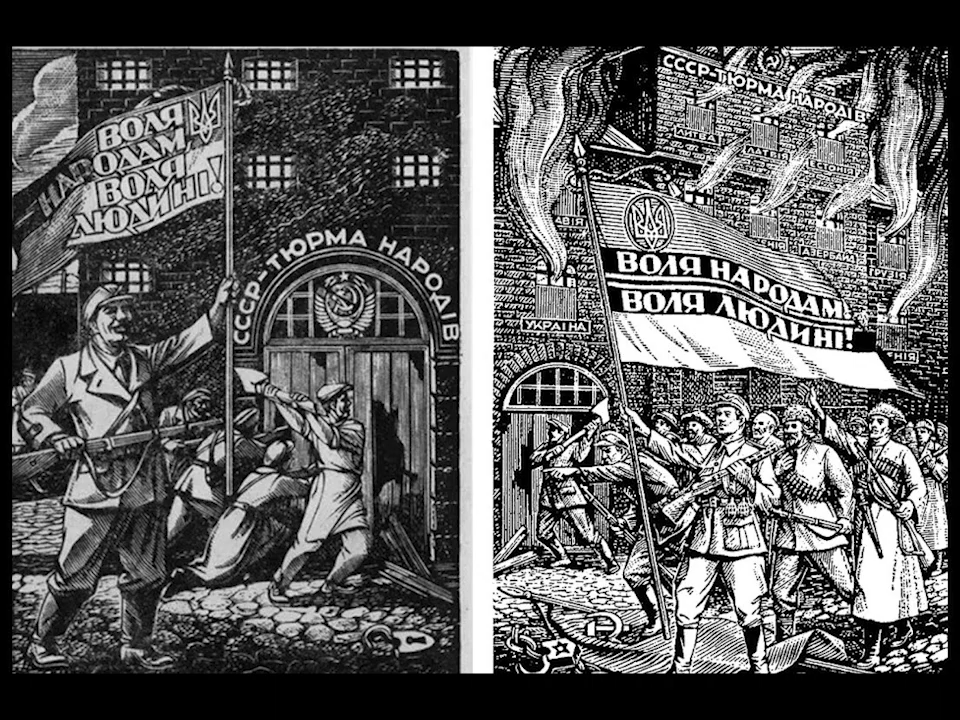 ВОЛЯ
НАРОДАМ
ВОЛЯ
ЛЮДИНІ!
СССР-ТЮРМА НАРОДІВ
СССР-ТЮРМА НАРОДІВ
ЛИТВА
ЛАТВІЯ
ЕСТОНІЯ
АЗЕРБАЙ
ГРУЗІЯ
УКРАЇНА
ВОЛЯ НАРОДАМ!
ВОЛЯ ЛЮДИНІ!